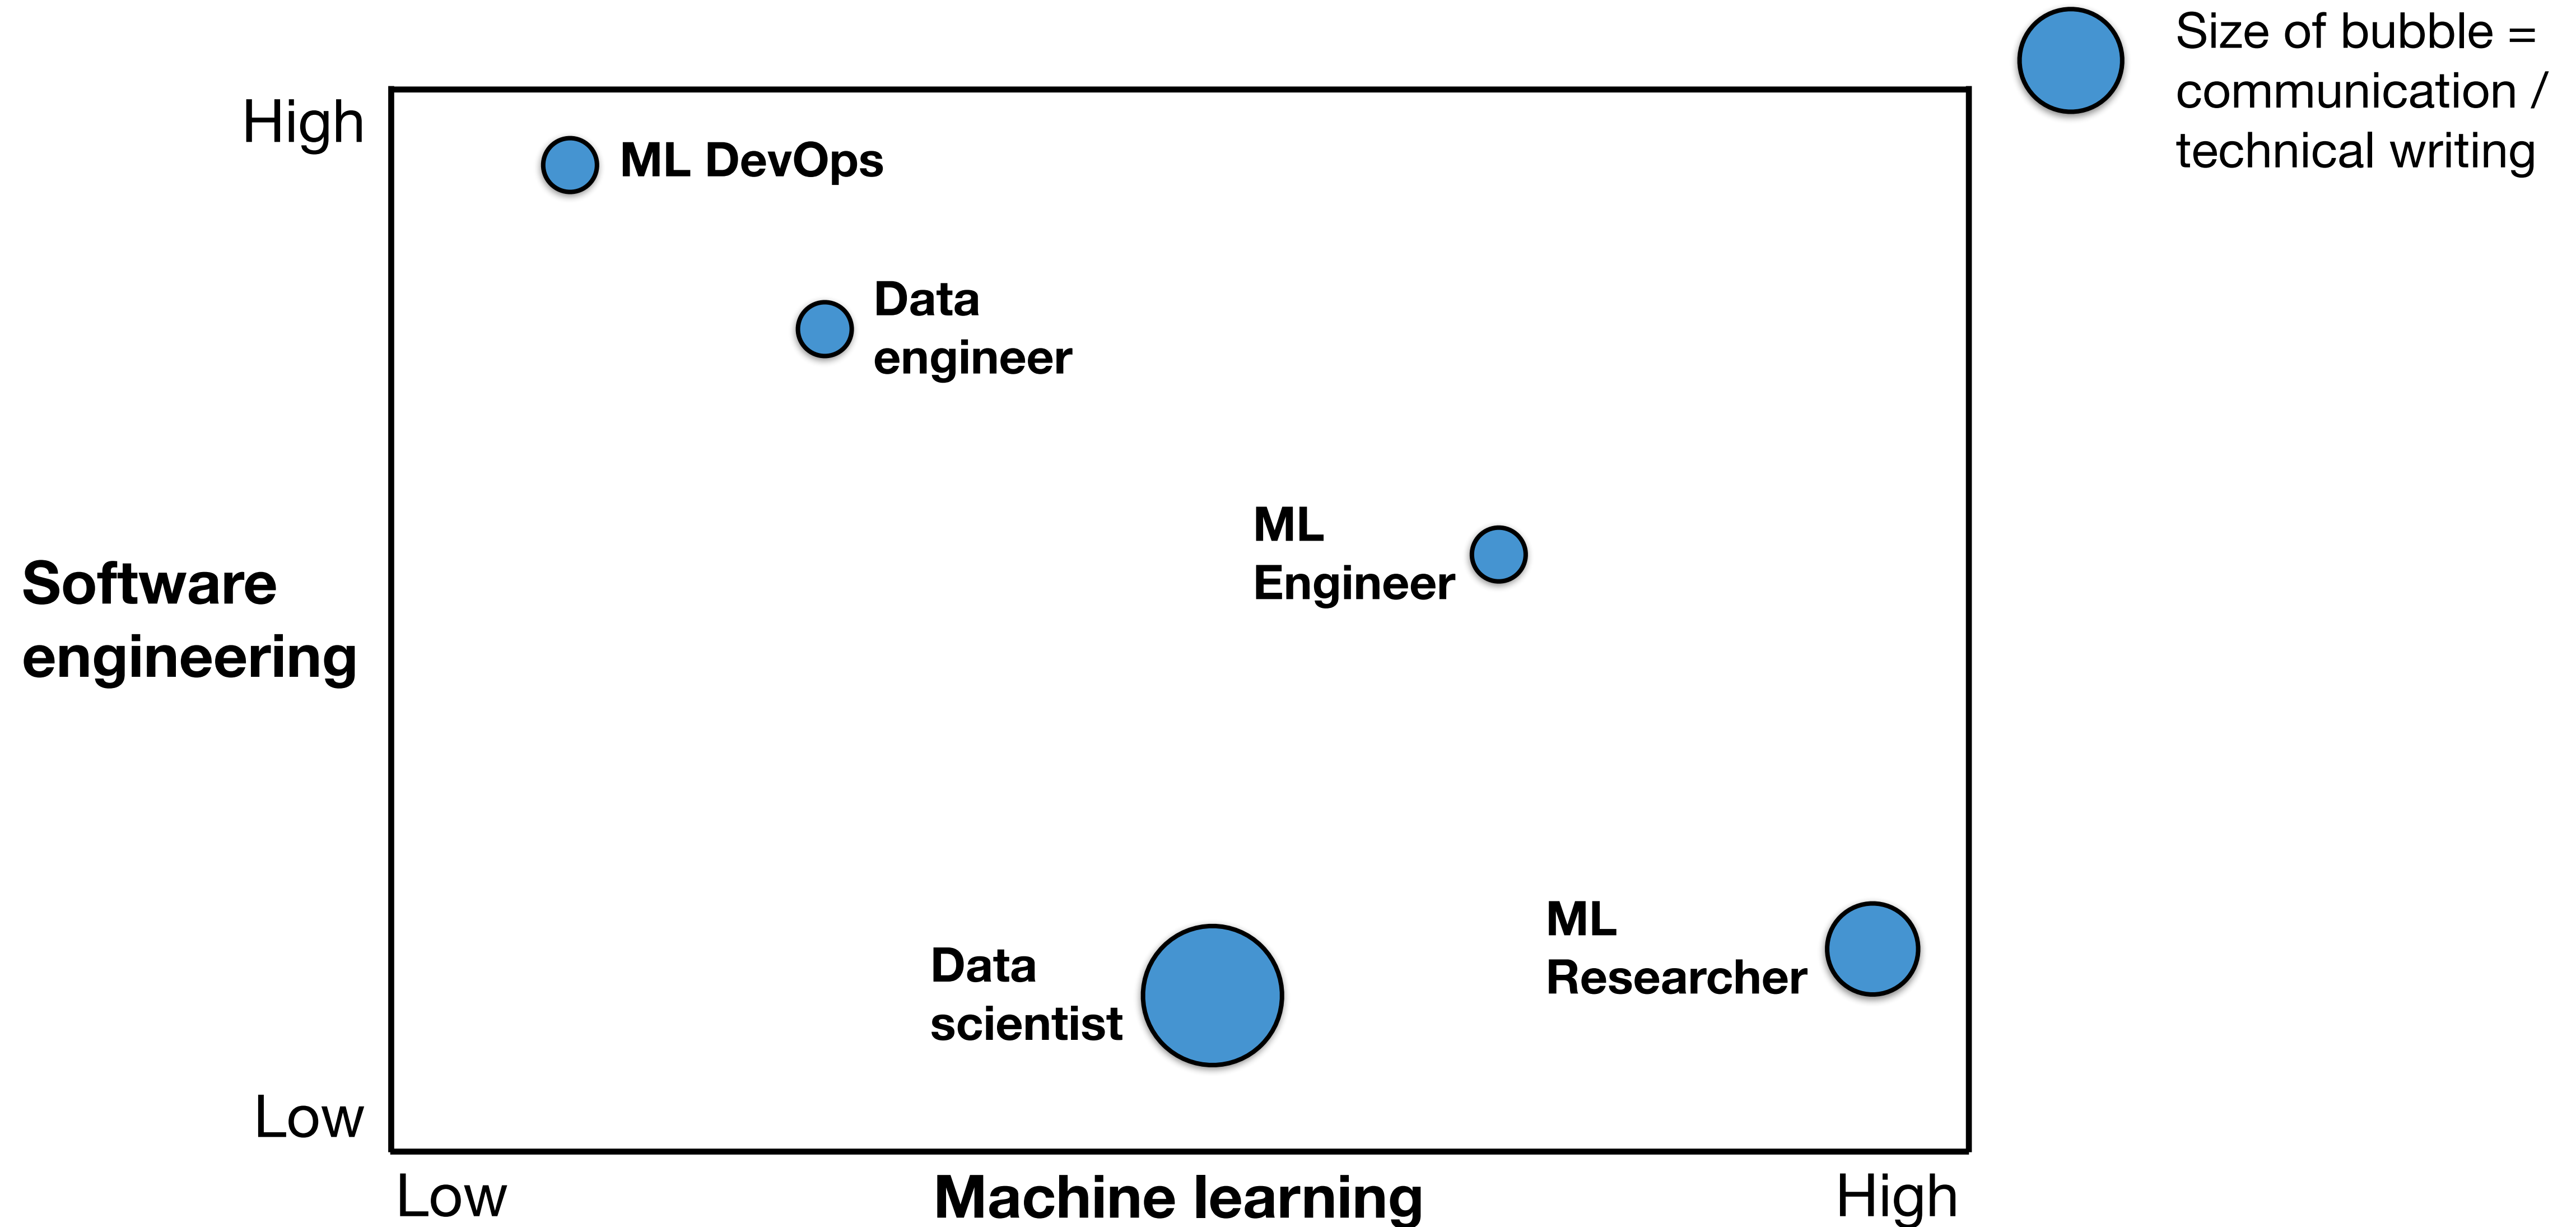 Size of bubble =
communication /
technical writing
High
ML DevOps
Data
engineer
ML
Engineer
Software
engineering
ML
Researcher
Data
scientist
Low
Low
Machine learning
High